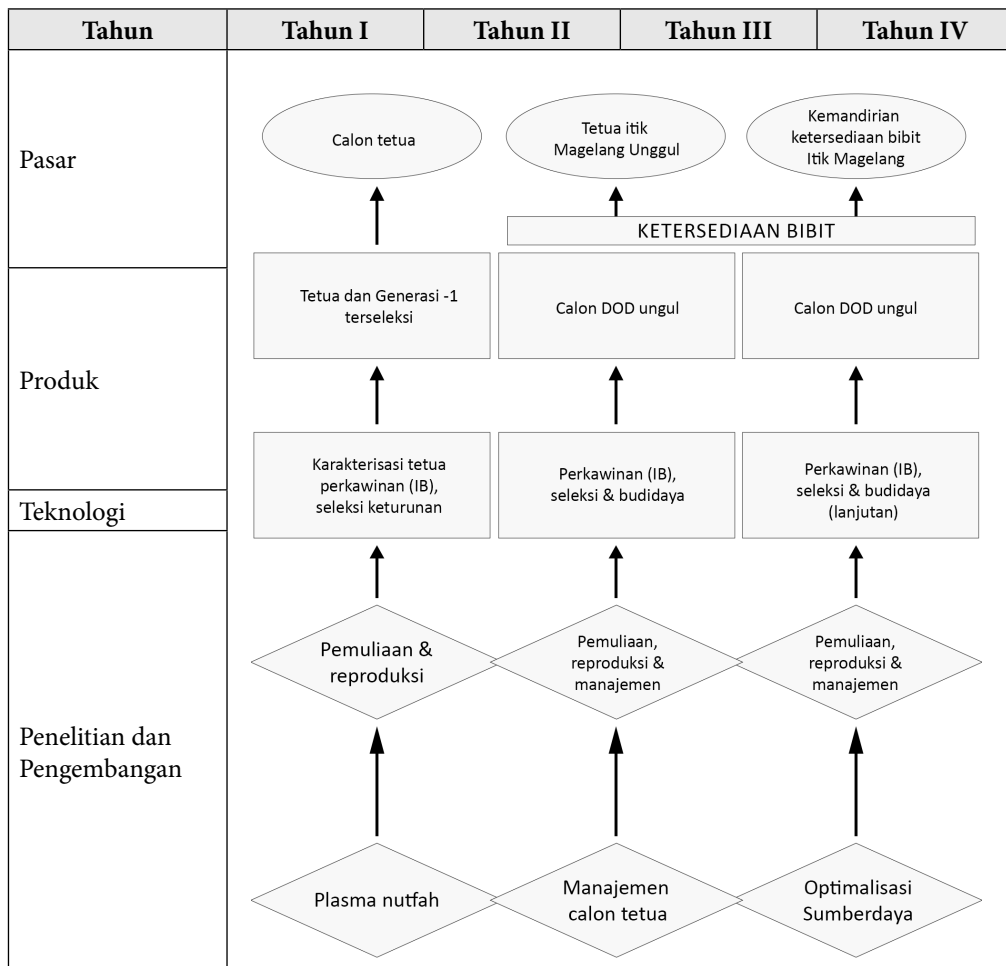 Tahun
Tahun I
Tahun II
Tahun III
Tahun IV
Pasar
Calon tetua
Tetua itik
Magelang Unggul
Kemandirian
ketersediaan bibit
Itik Magelang
KETERSEDIAAN BIBIT
Produk
Tetua dan Generasi -1
terseleksi
Calon DOD ungul
Calon DOD ungul
Teknologi
Karakterisasi tetua
perkawinan (IB),
seleksi keturunan
Perkawinan (IB),
seleksi & budidaya
Perkawinan (IB),
seleksi & budidaya
(lanjutan)
Penelitian dan
Pengembangan
Pemuliaan &
reproduksi
Pemuliaan,
reproduksi &
manajemen
Pemuliaan,
reproduksi &
manajemen
Plasma nutfah
Manajemen
calon tetua
Optimalisasi
Sumberdaya